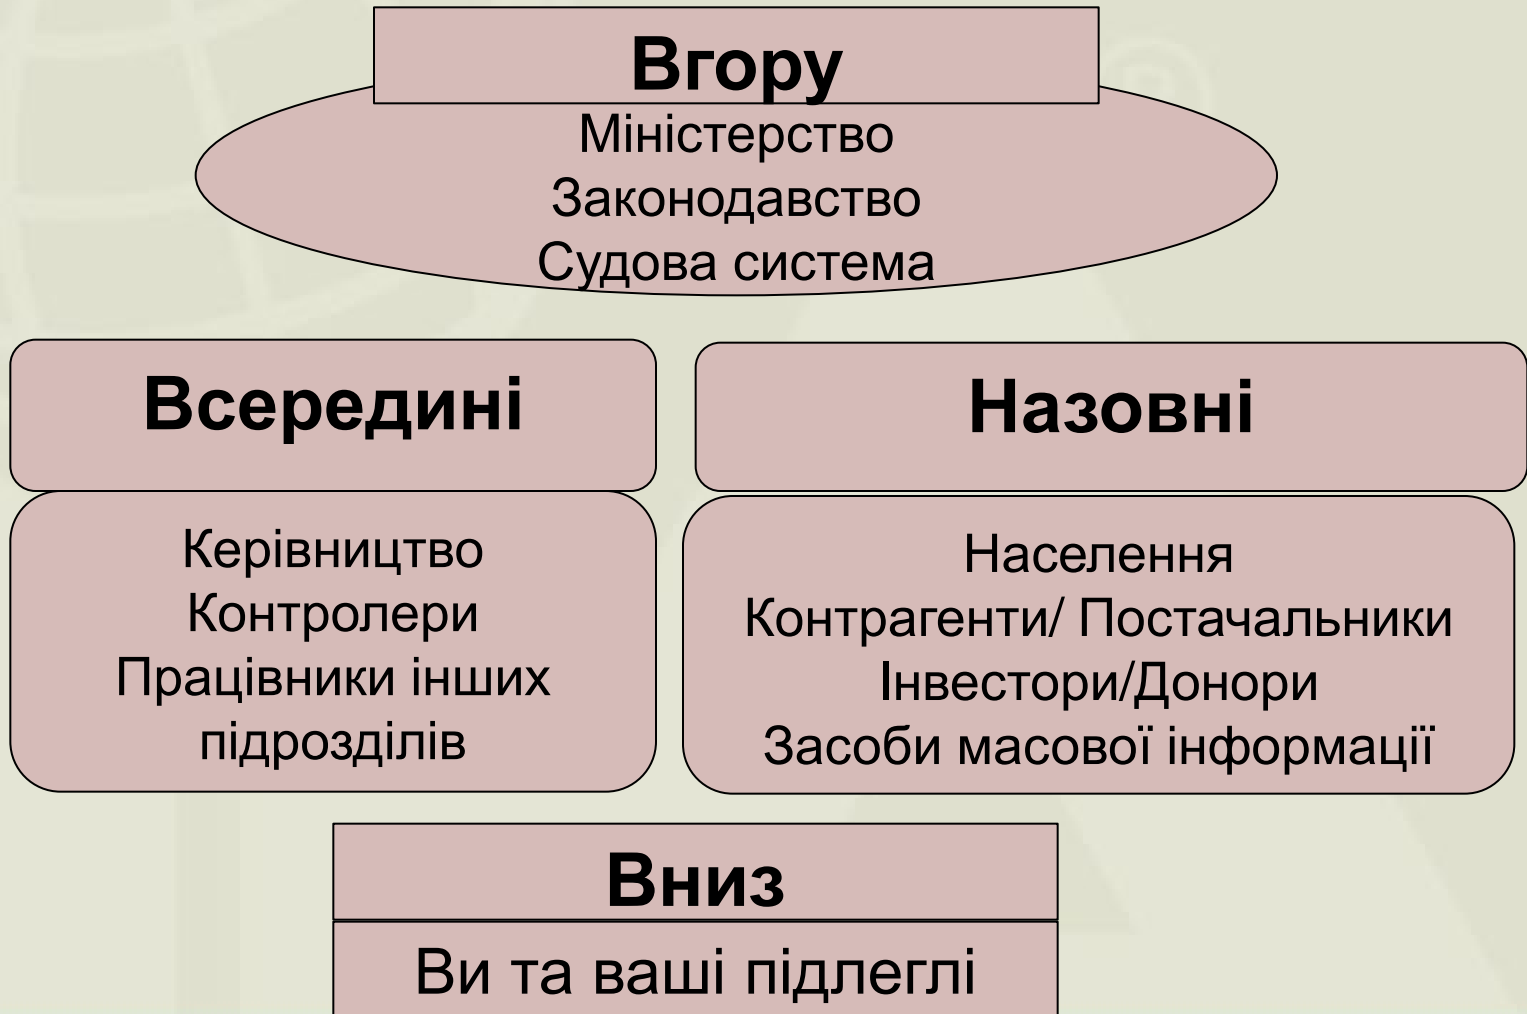 Вгору
Міністерство
Законодавство
Судова система
Всередині
Керівництво
Контролери
Працівники інших
підрозділів
Назовні
Населення
Контрагенти/ Постачальники
Інвестори/Донори
Засоби масової інформації
Вниз
Ви та ваші підлеглі